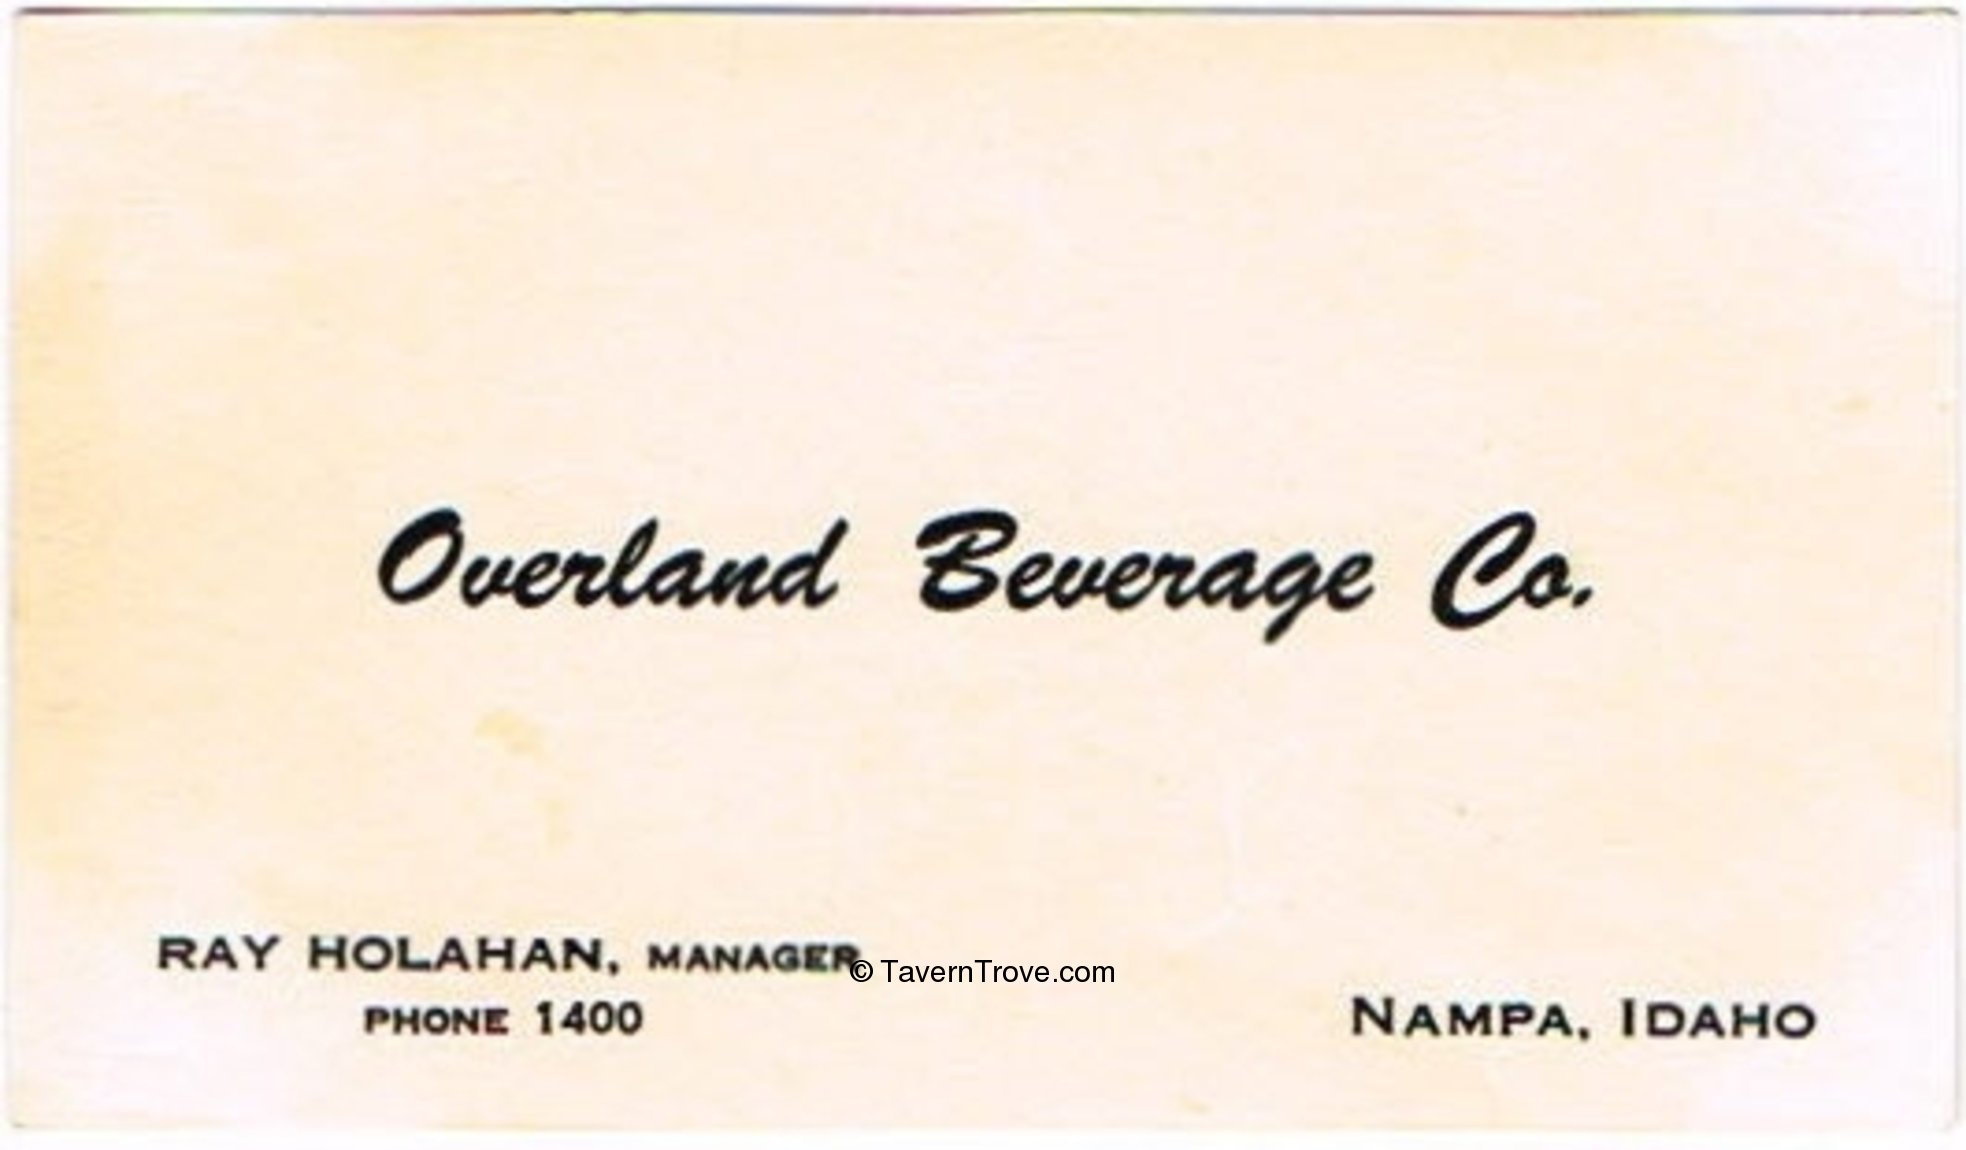 Overland Beverage Co.
RAY HOLAHAN, MANAGER
PHONE 1400
© TavernTrove.com
NAMPA, IDAHO